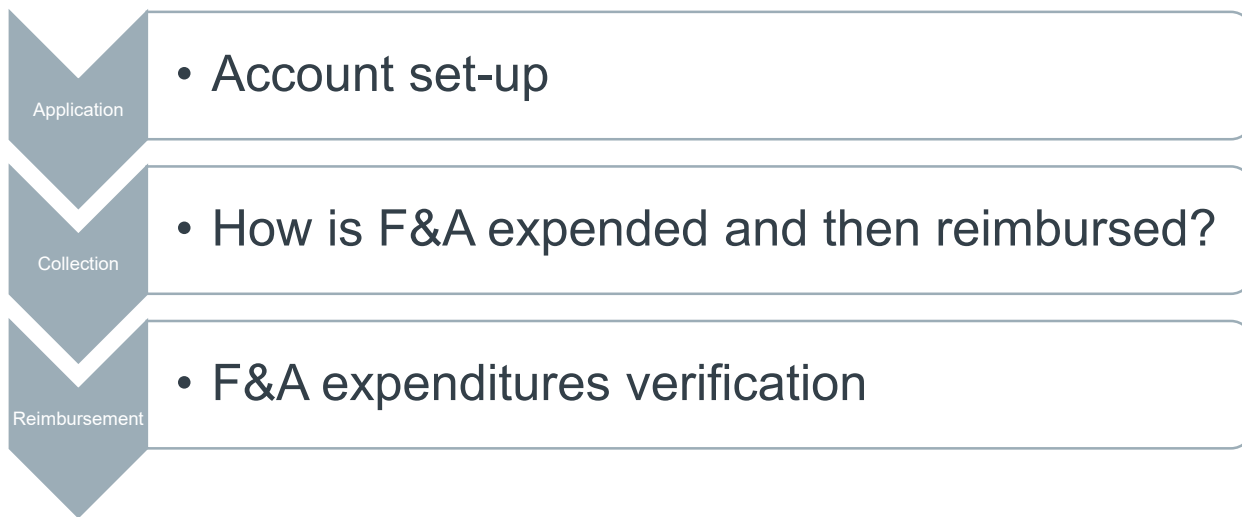 Application
• Account set-up
Collection
• How is F&A expended and then reimbursed?
Reimbursement
• F&A expenditures verification